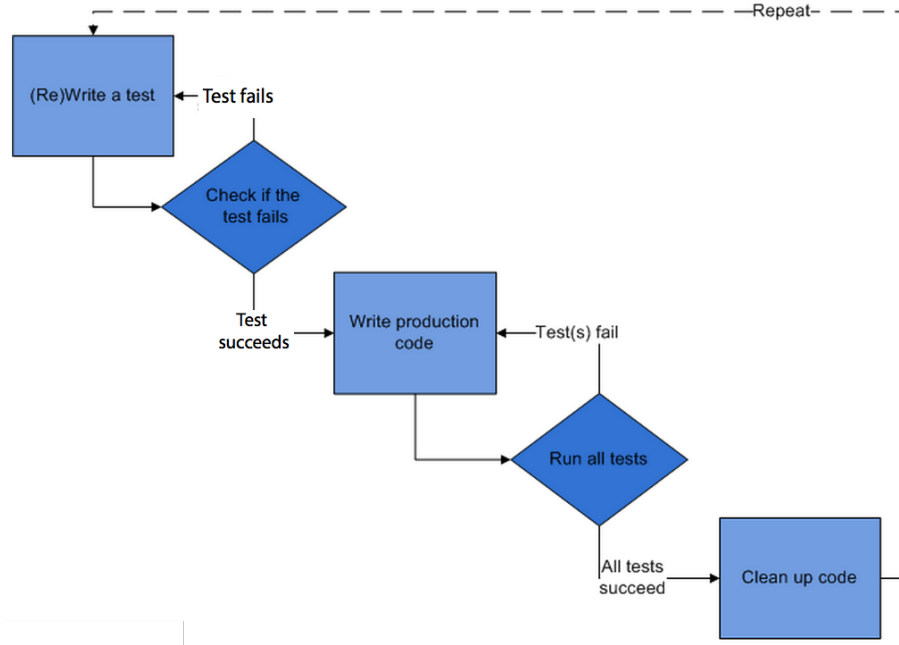 Repeat
(Re)Write a test
Test fails
Check if the
test fails
Test
succeeds
Write production
code
Test(s) fail
Run all tests
All tests
succeed
Clean up code